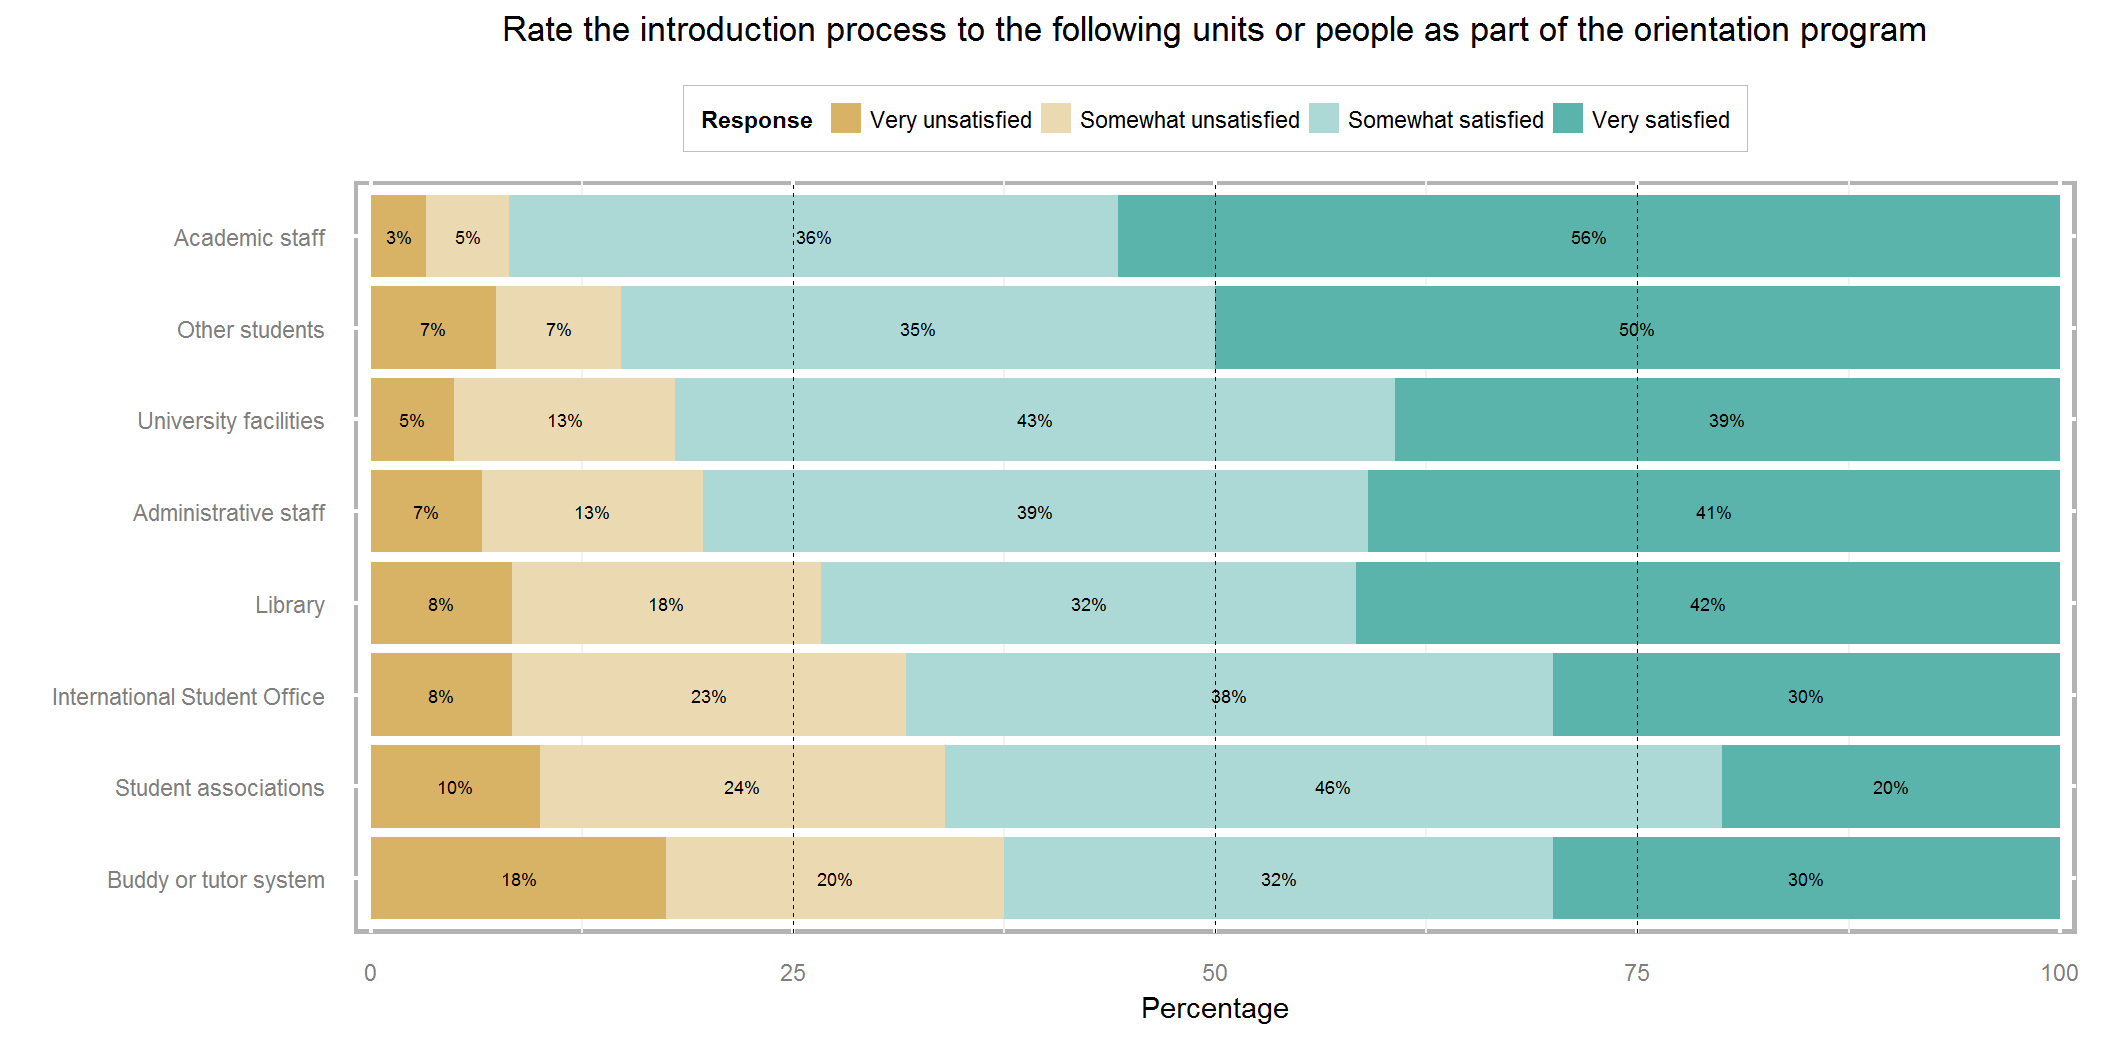 Rate the introduction process to the following units or people as part of the orientation program
Response Very unsatisfied Somewhat unsatisfied Somewhat satisfied Very satisfied
Academic staff 3% 5% 36% 56%
Other students 7% 7% 35% 50%
University facilities 5% 13% 43% 39%
Administrative staff 7% 13% 39% 41%
Library 8% 18% 32% 42%
International Student Office 8% 23% 38% 30%
Student associations 10% 24% 46% 20%
Buddy or tutor system 18% 20% 32% 30%
0 25 50 75 100
Percentage